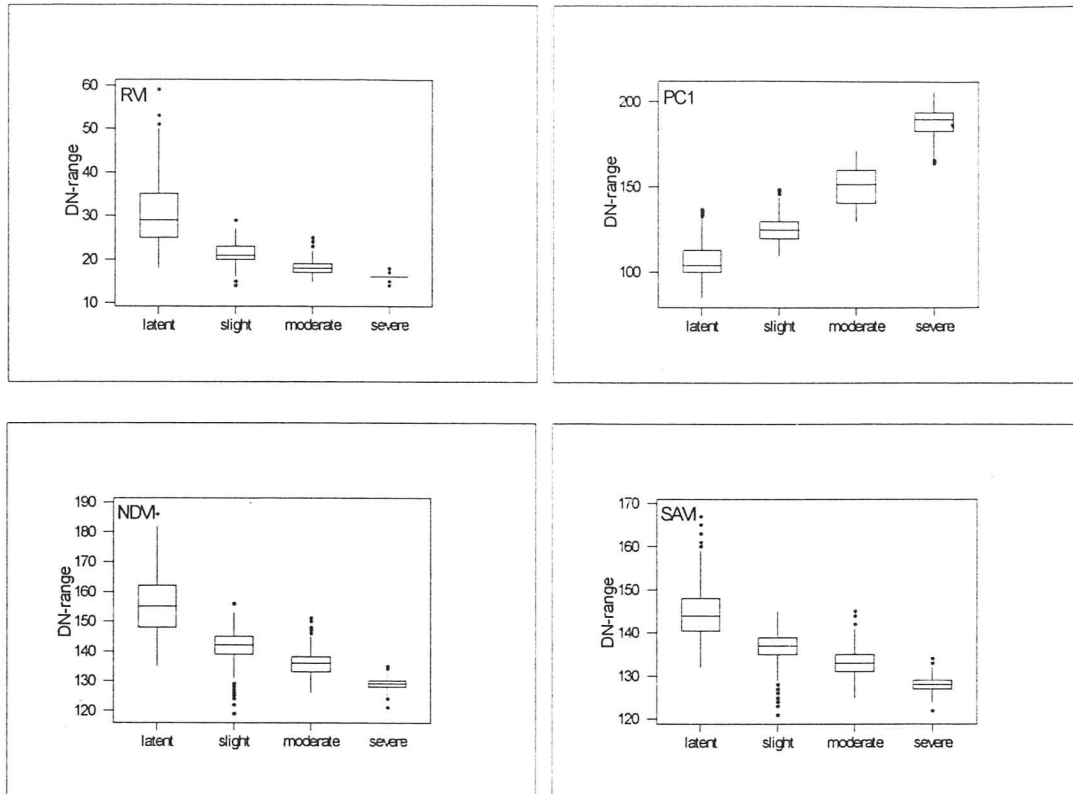 RVI
DN-range
60
50
40
30
20
10
latent slight moderate severe
PC1
DN-range
200
150
100
latent slight moderate severe
NDVI
DN-range
190
180
170
160
150
140
130
120
latent slight moderate severe
SAVI
DN-range
170
160
150
140
130
120
latent slight moderate severe